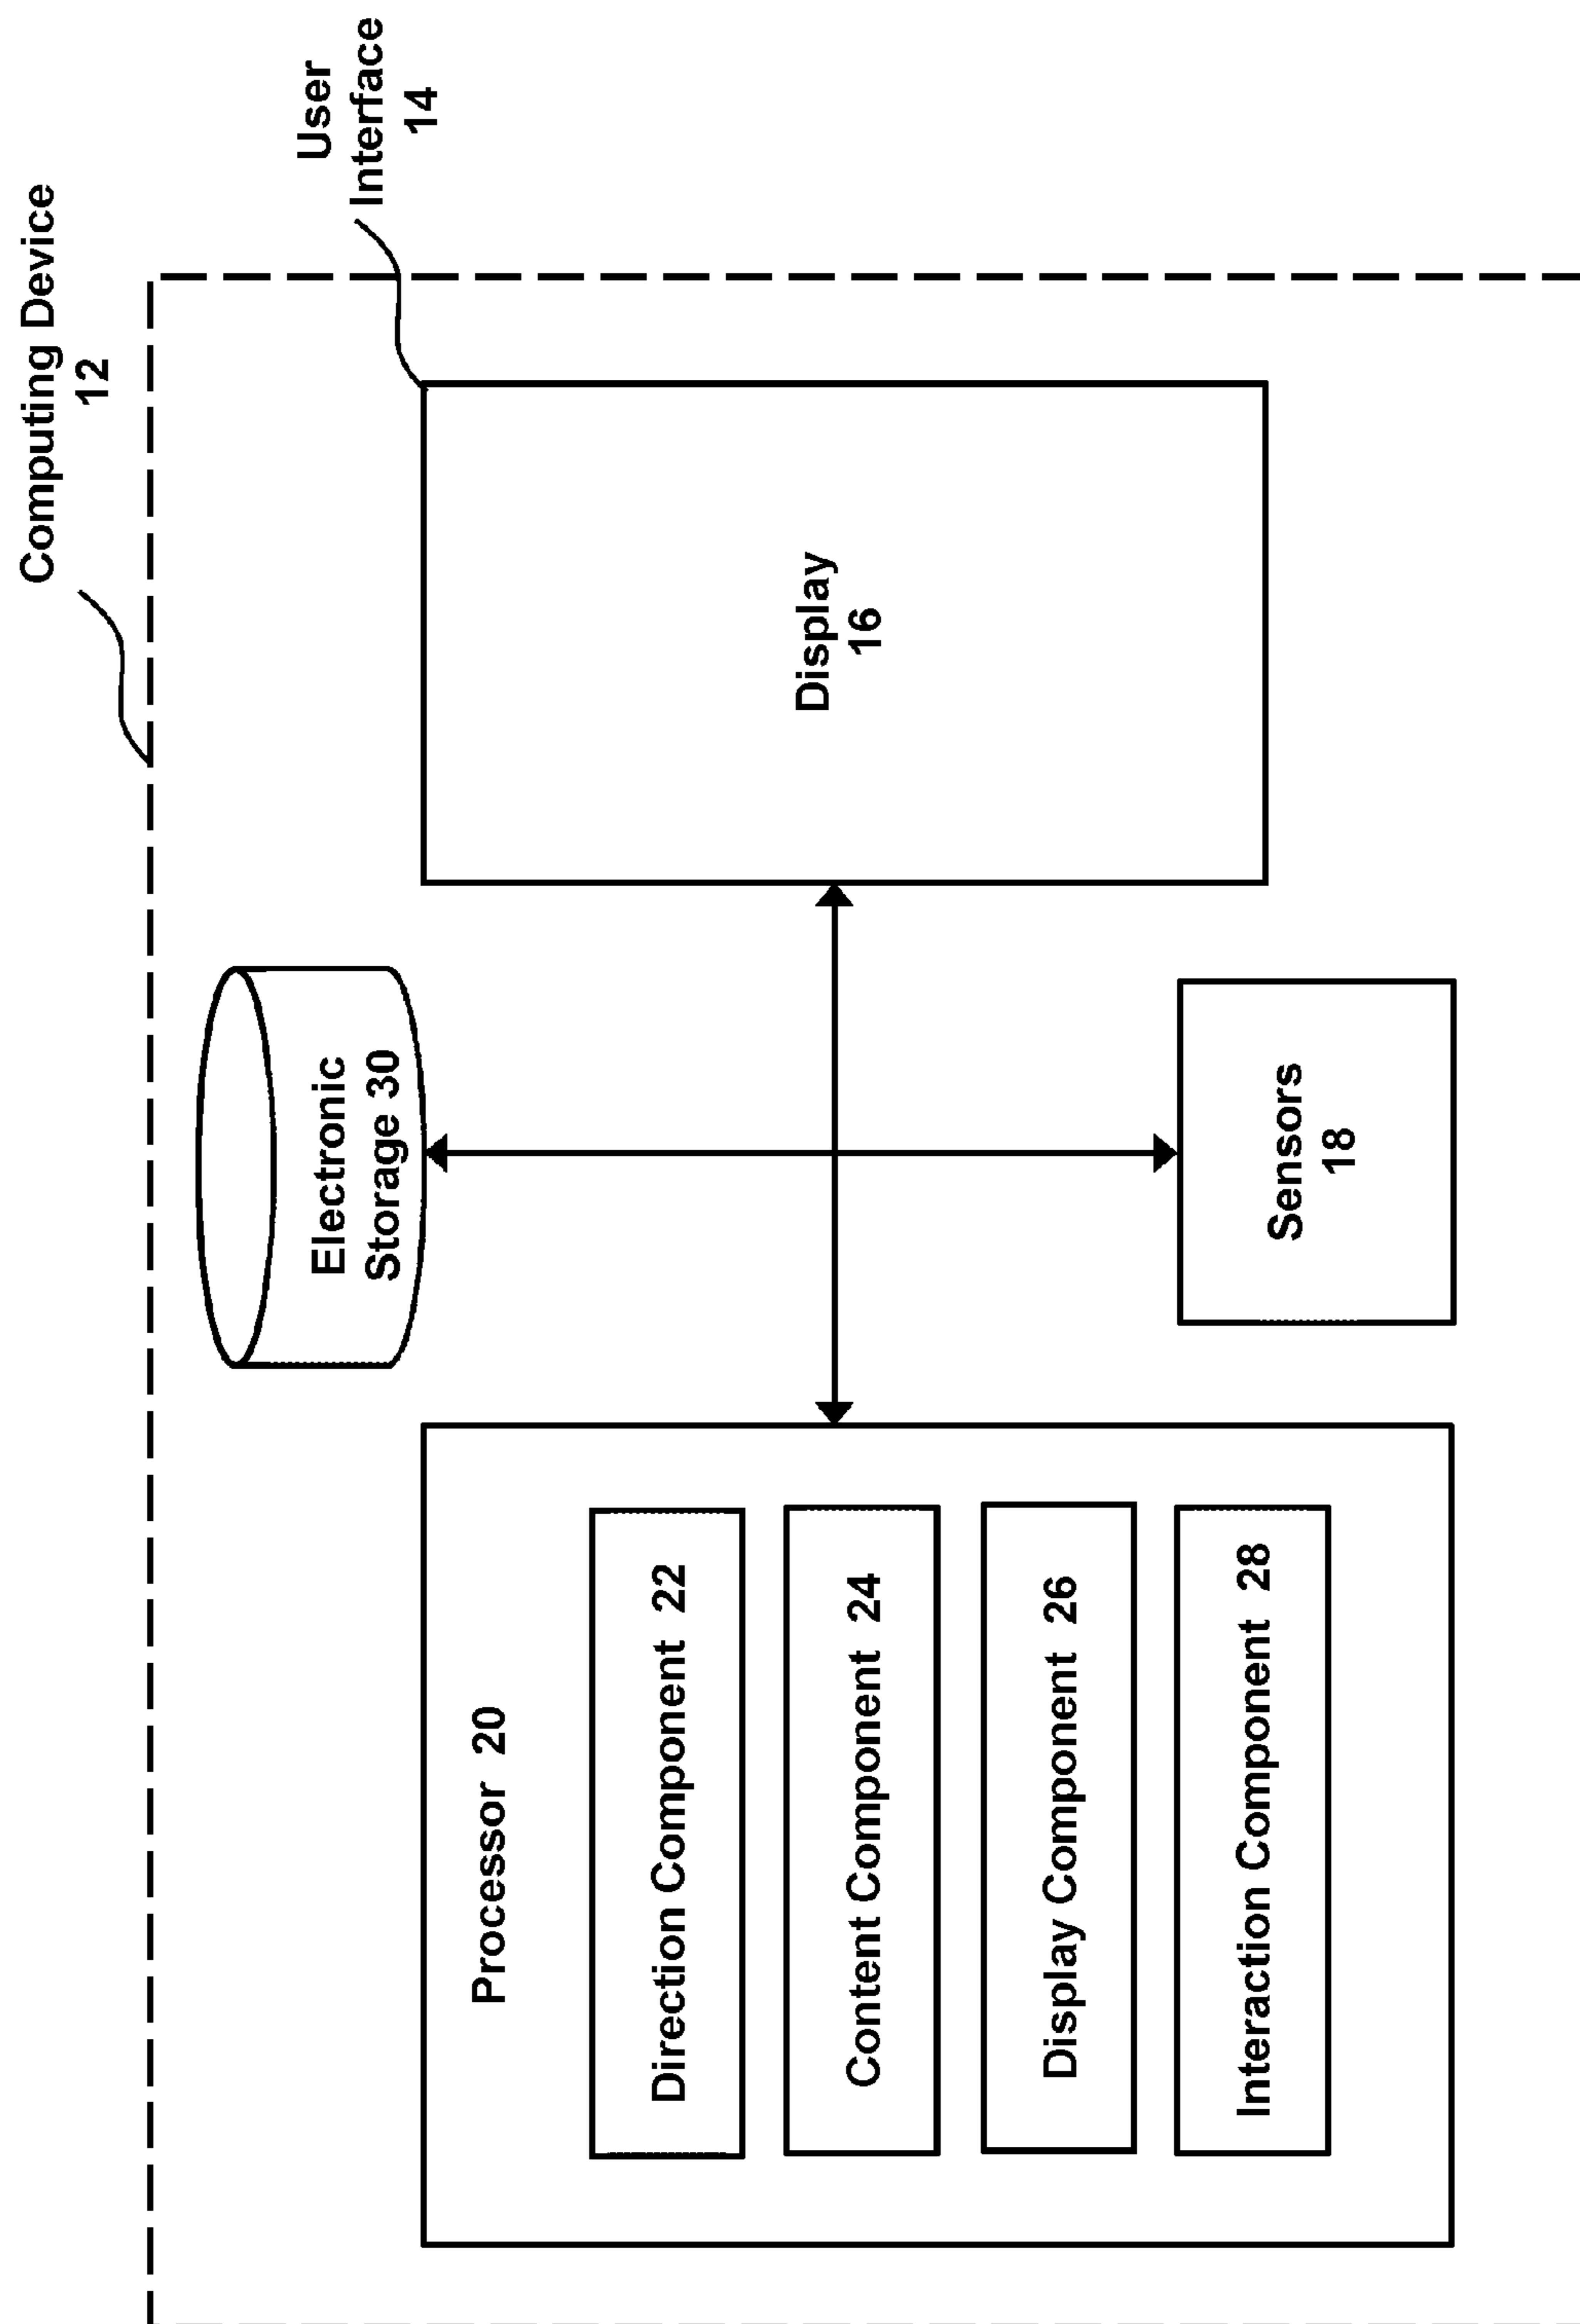 Computing Device
12
User
Interface
14
Electronic
Storage 30
Processor 20
Direction Component 22
Content Component 24
Display Component 26
Interaction Component 28
Display
16
Sensors
18